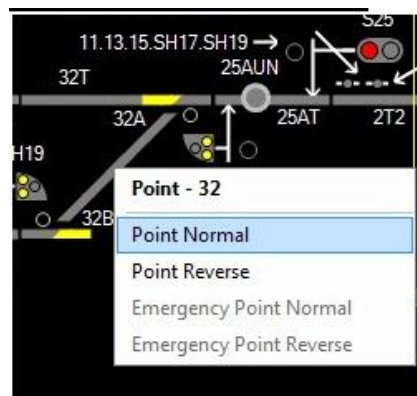 S25
11.13.15.SH17.SH19
25AUN
32T
32A
25AT
2T2
H19
32B
Point - 32
Point Normal
Point Reverse
Emergency Point Normal
Emergency Point Reverse